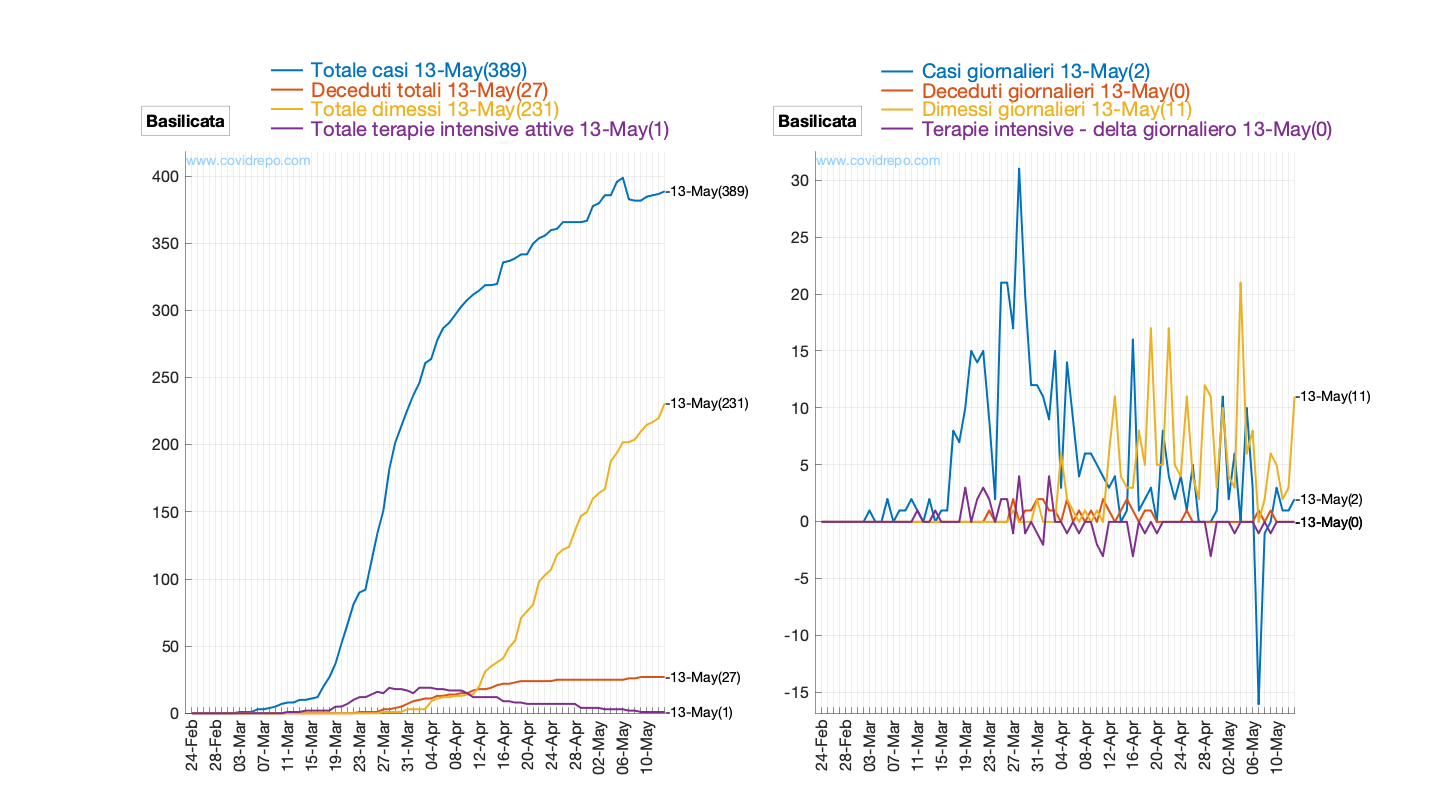 Totale casi 13-May(389)
Deceduti totali 13-May(27)
Totale dimessi 13-May(231)
Totale terapie intensive attive 13-May(1)
Basilicata
www.covidrepo.com
400
350
300
250
200
150
100
50
0
13-May(389)
13-May(231)
13-May(27)
13-May(1)
24-Feb
28-Feb
03-Mar
07-Mar
11-Mar
15-Mar
19-Mar
23-Mar
27-Mar
31-Mar
04-Apr
08-Apr
12-Apr
16-Apr
20-Apr
24-Apr
28-Apr
02-May
06-May
10-May
Casi giornalieri 13-May(2)
Deceduti giornalieri 13-May(0)
Dimessi giornalieri 13-May(11)
Terapie intensive - delta giornaliero 13-May(0)
Basilicata
www.covidrepo.com
30
25
20
15
10
5
0
-5
-10
-15
13-May(11)
13-May(2)
13-May(0)
24-Feb
28-Feb
03-Mar
07-Mar
11-Mar
15-Mar
19-Mar
23-Mar
27-Mar
31-Mar
04-Apr
08-Apr
12-Apr
16-Apr
20-Apr
24-Apr
28-Apr
02-May
06-May
10-May